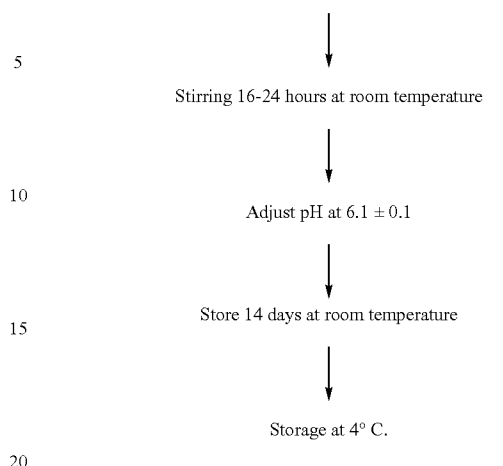 5
Stirring 16-24 hours at room temperature
10
Adjust pH at 6.1 ± 0.1
Store 14 days at room temperature
15
Storage at 4° C.
20